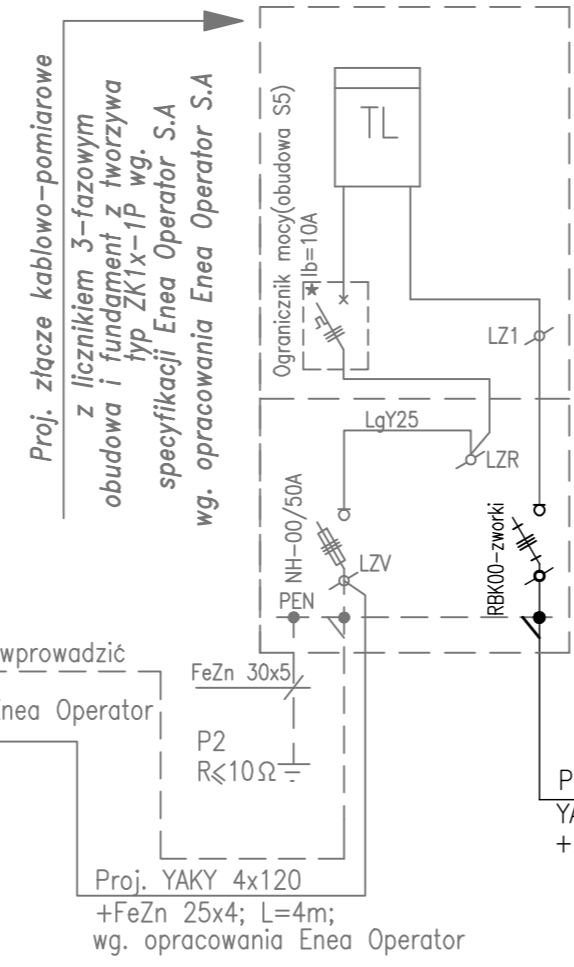 Proj. złącze kablowo-pomiarowe
z licznikiem 3-fazowym
obudowa i fundament z tworzywa
typ ZK1x-1P wg.
specyfikacji Enea Operator S.A
wg. opracowania Enea Operator S.A
TL
Ogranicznik mocy(obudowa S5)
* Ib=10A
LZ1
LgY25
LZR
NH-00/50A
LZV
RBK00-zworki
PEN
wprowadzić
Enea Operator
FeZn 30x5
P2
R≤10Ω
P
YA
+
Proj. YAKY 4x120
+FeZn 25x4; L=4m;
wg. opracowania Enea Operator